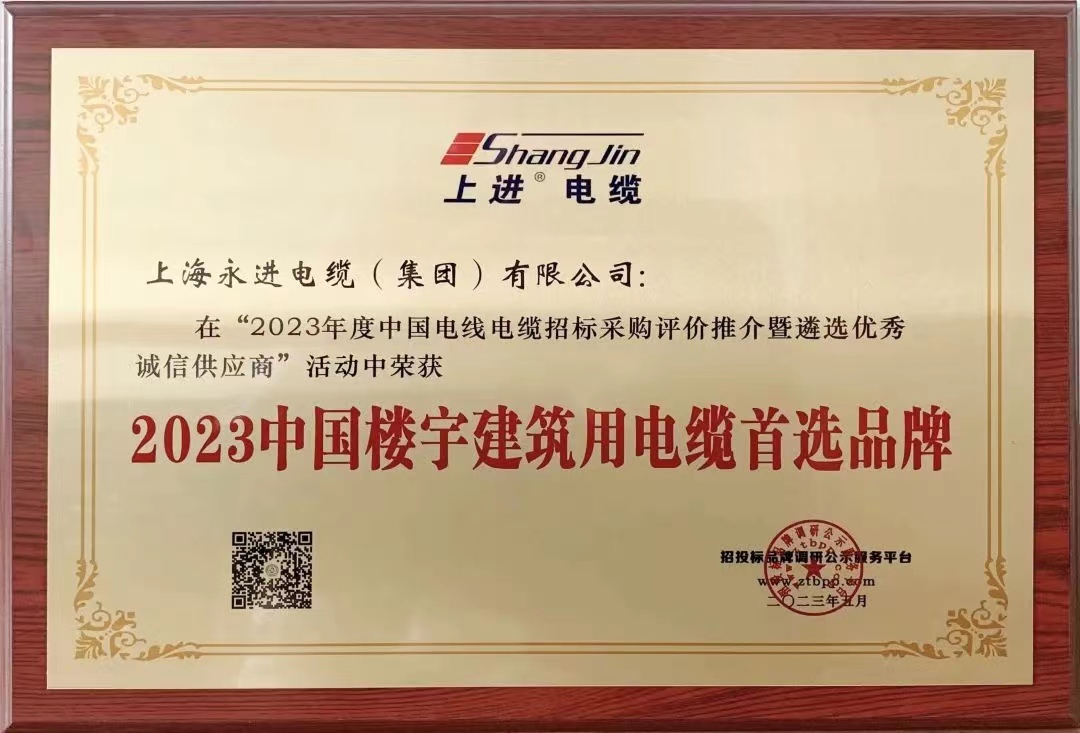 ShangJin
上进®电缆
上海永进电缆（集团）有限公司：
在“2023年度中国电线电缆招标采购评价推介暨遴选优秀
诚信供应商”活动中荣获
2023中国楼宇建筑用电缆首选品牌
招投标品牌调研公示服务平台
www.ztbpp.com
二〇二三年五月